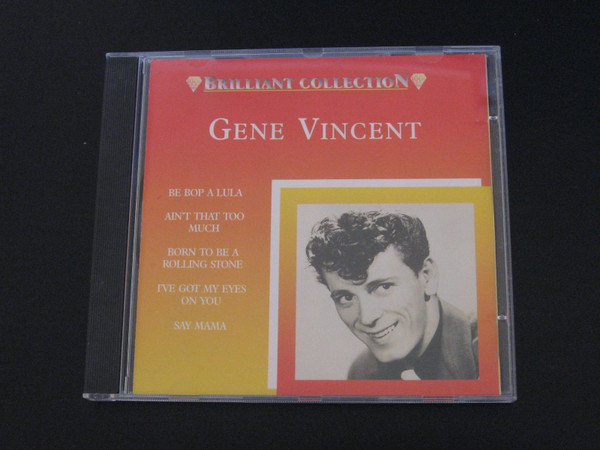 BRILLIANT COLLECTION
GENE VINCENT
BE BOP A LULA
AIN'T THAT TOO
MUCH
BORN TO BE A
ROLLING STONE
I'VE GOT MY EYES
ON YOU
SAY MAMA